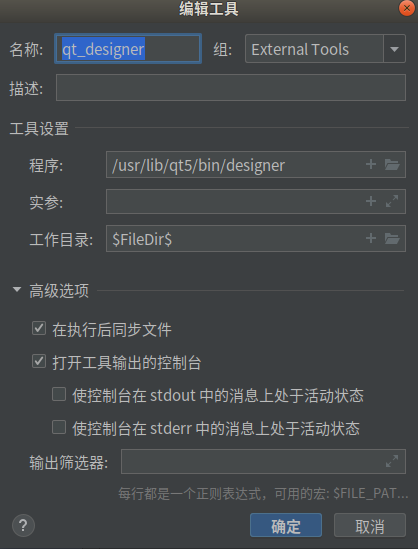 编辑工具
名称: qt_designer 组: External Tools
描述:
工具设置
程序: /usr/lib/qt5/bin/designer
实参:
工作目录: $FileDir$
高级选项
在执行后同步文件
打开工具输出的控制台
使控制台在 stdout 中的消息上处于活动状态
使控制台在 stderr 中的消息上处于活动状态
输出筛选器:
每行都是一个正则表达式，可用的宏: $FILE_PAT...
? 确定 取消